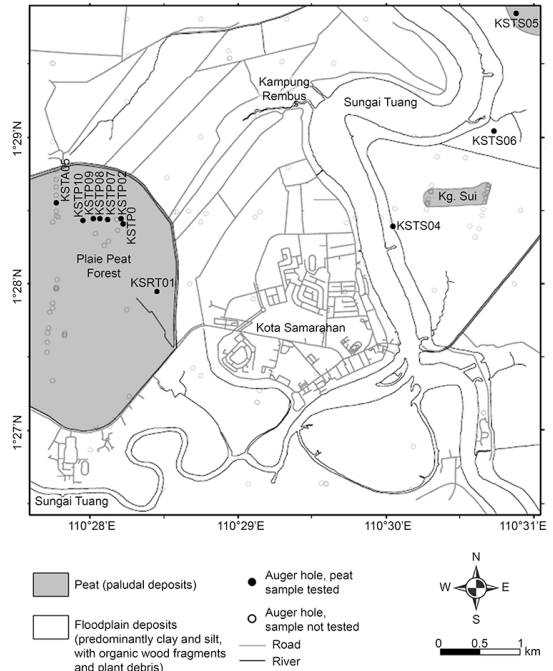 KSTS05
Kampung
Rembus
Sungai Tuang
1°29'N
KSTS06
KSTA05
KSTP10
KSTP09
KSTP08
KSTP07
KSTP02
KSTP0
Kg. Sui
KSTS04
Plaie Peat
Forest
1°28'N
KSRT01
Kota Samarahan
1°27'N
Sungai Tuang
110°28'E
110°29'E
110°30'E
110°31'E
Peat (paludal deposits)
Floodplain deposits
(predominantly clay and silt,
with organic wood fragments
and plant debris)
Auger hole, peat
sample tested
Auger hole,
sample not tested
Road
River
N
W
E
S
0 0.5 1
km